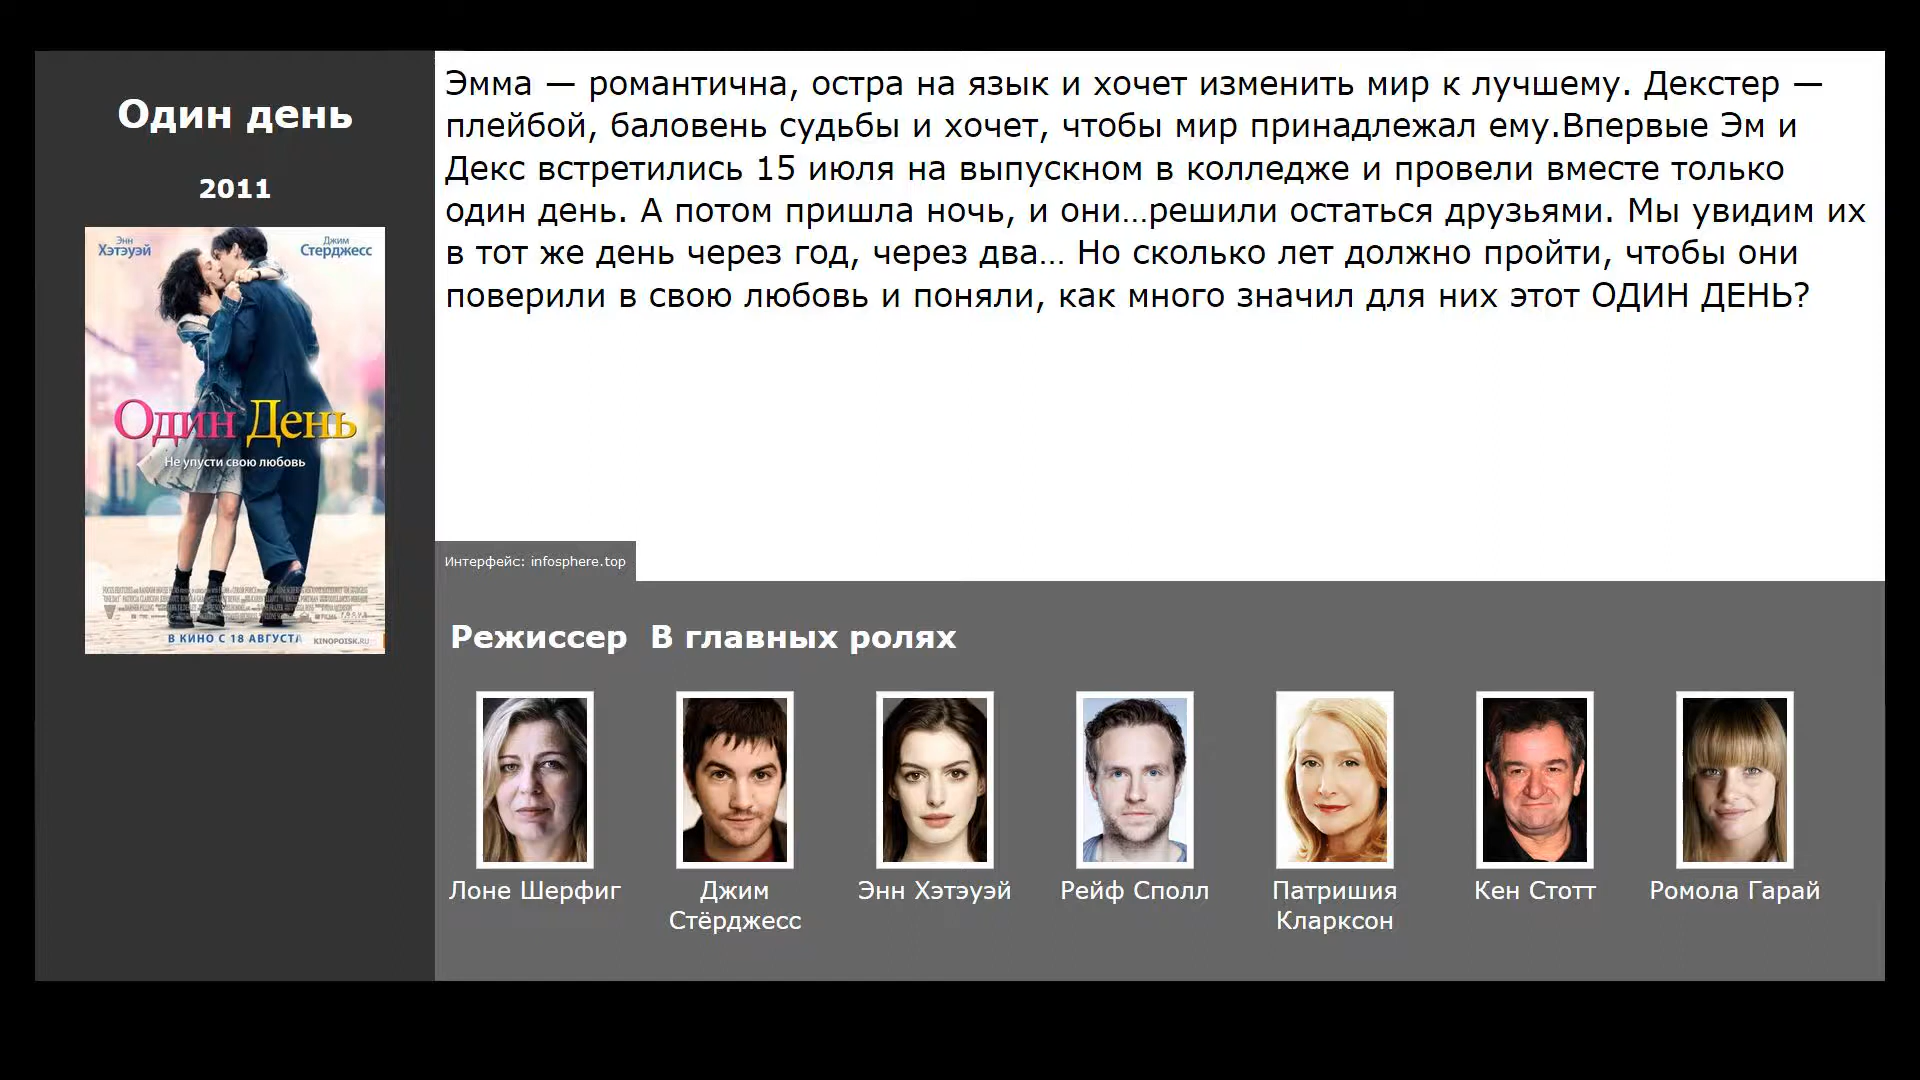 Один день
2011
Энн
Хэтэуэй
Джим
Стерджесс
Один День
Не упусти свою любовь
В КИНО С 18 АВГУСТА
KINOPOISK.RU
Эмма — романтична, остра на язык и хочет изменить мир к лучшему. Декстер —
плейбой, баловень судьбы и хочет, чтобы мир принадлежал ему.Впервые Эм и
Декс встретились 15 июля на выпускном в колледже и провели вместе только
один день. А потом пришла ночь, и они…решили остаться друзьями. Мы увидим их
в тот же день через год, через два… Но сколько лет должно пройти, чтобы они
поверили в свою любовь и поняли, как много значил для них этот ОДИН ДЕНЬ?
Интерфейс: infosphere.top
Режиссер В главных ролях
Лоне Шерфиг
Джим
Стёрджесс
Энн Хэтэуэй
Рейф Сполл
Патришия
Кларксон
Кен Стотт
Ромола Гарай